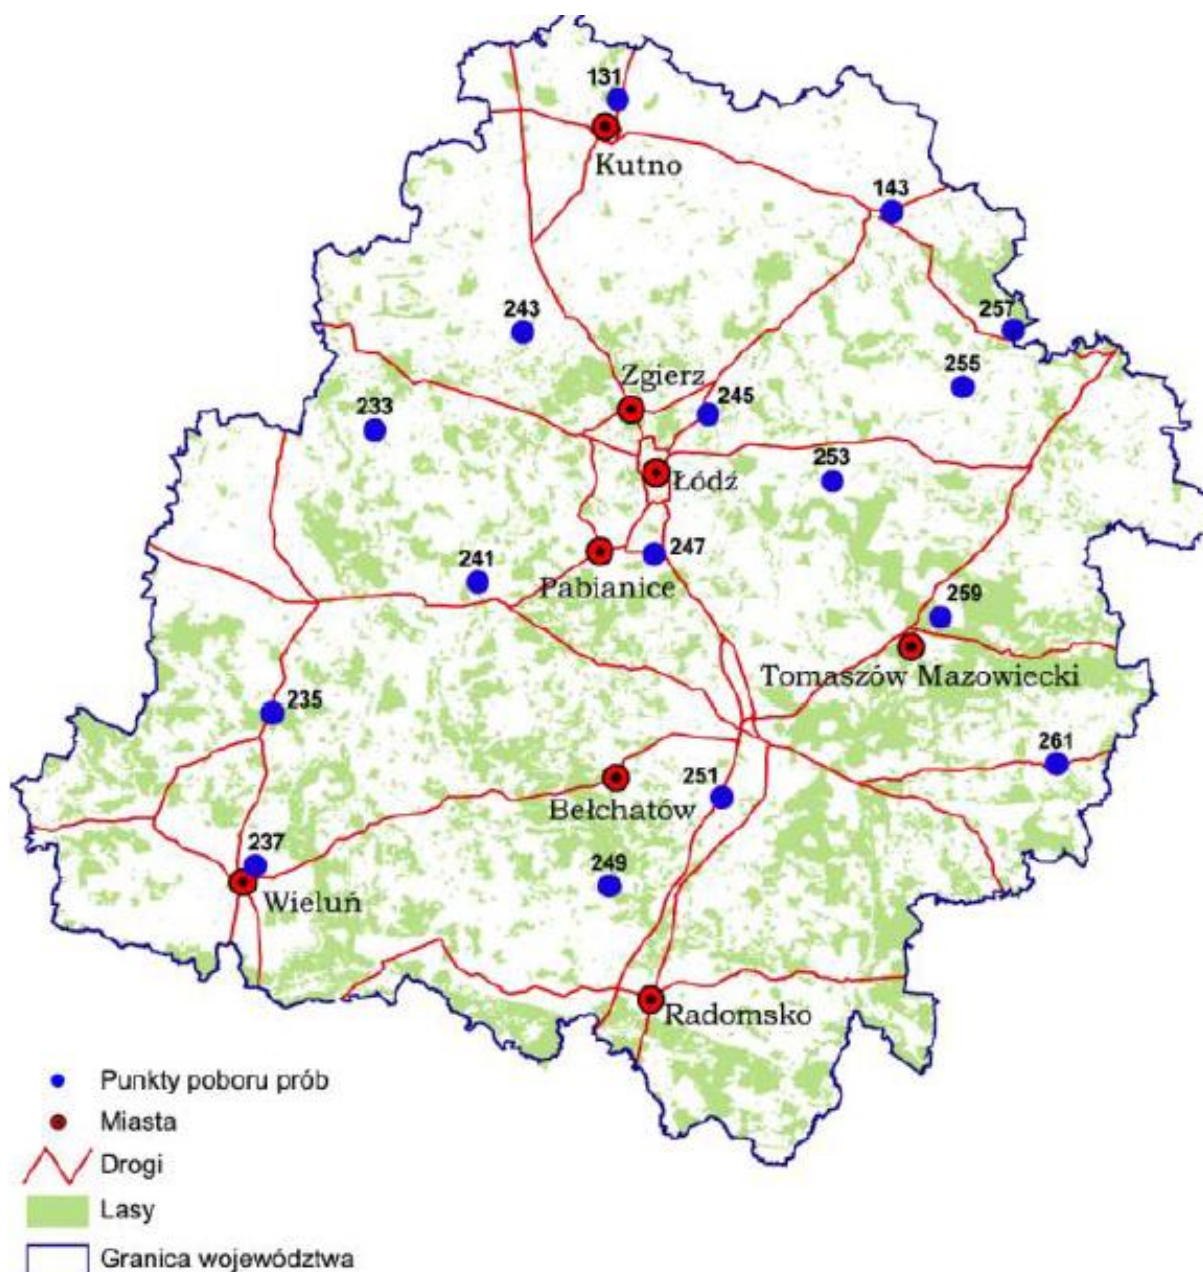 131
Kutno
143
243
257
Zgierz
255
233
245
253
Łódź
247
241
Pabianice
259
Tomaszów Mazowiecki
235
261
251
Bełchatów
237
249
Wieluń
Radomsko
Punkty poboru prób
Miasta
Drogi
Lasy
Granica województwa